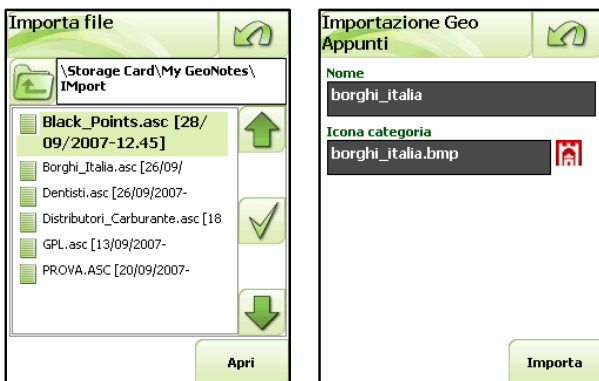 Importa file
\Storage Card\My GeoNotes\
IMport
Black_Points.asc [28/
09/2007-12.45]
Borghi_Italia.asc [26/09/
Dentisti.asc [26/09/2007-
Distributori_Carburante.asc [18
GPL.asc [13/09/2007-
PROVA.ASC [20/09/2007-
Apri
Importazione Geo
Appunti
Nome
borghi_italia
Icona categoria
borghi_italia.bmp
Importa